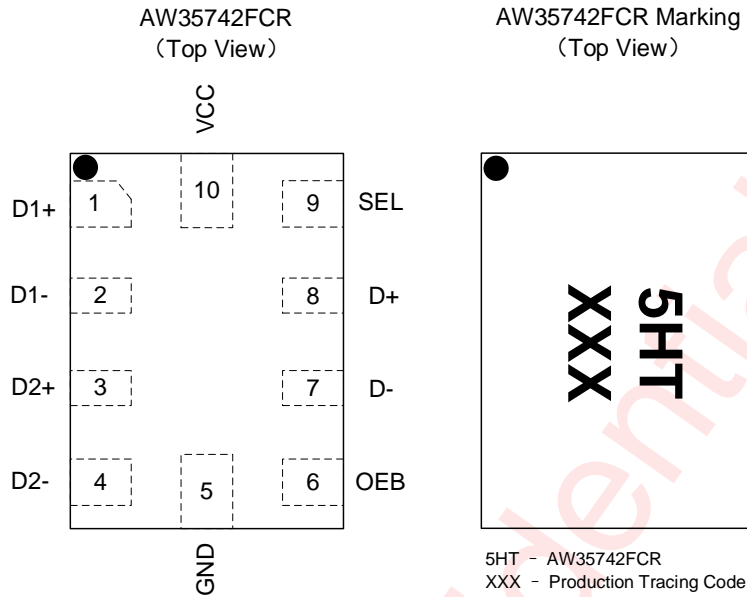 AW35742FCR
（Top View）
VCC
D1+ 1 10 9 SEL
D1- 2 8 D+
D2+ 3 7 D-
D2- 4 5 6 OEB
GND
AW35742FCR Marking
（Top View）
5HT
XXX
5HT - AW35742FCR
XXX - Production Tracing Code